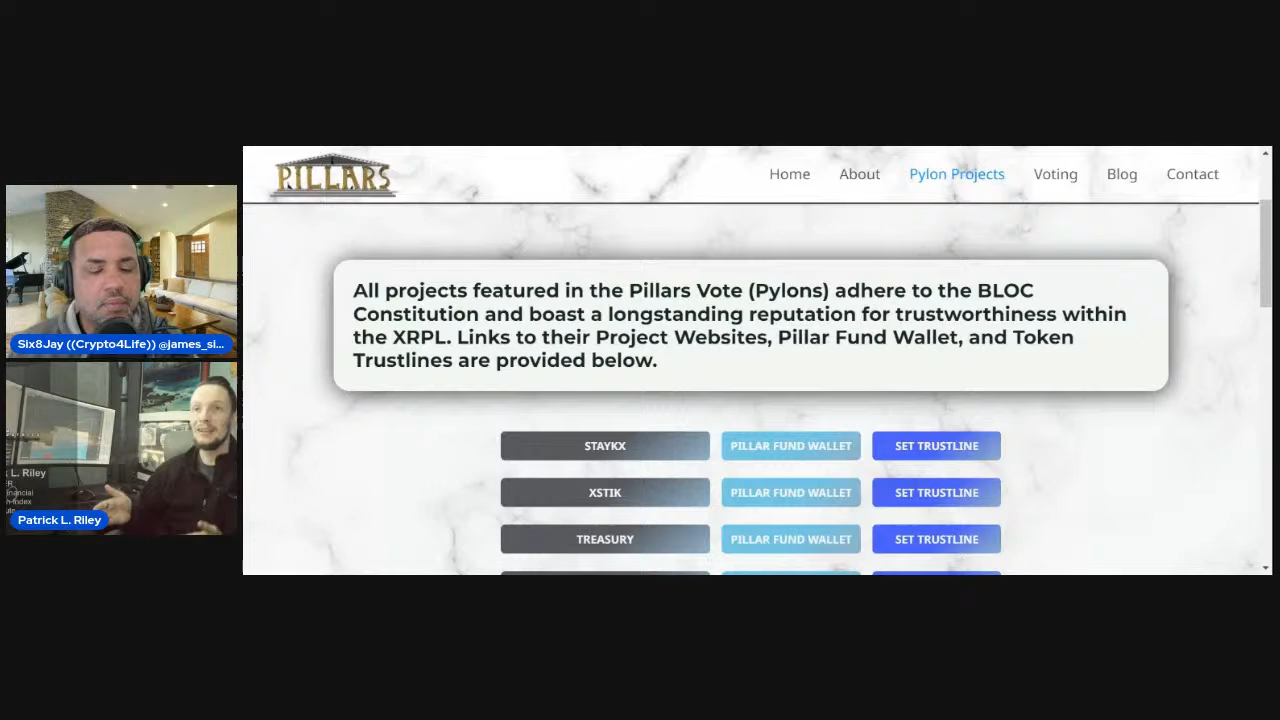 PILLARS
Home About Pylon Projects Voting Blog Contact
All projects featured in the Pillars Vote (Pylons) adhere to the BLOC
Constitution and boast a longstanding reputation for trustworthiness within
the XRPL. Links to their Project Websites, Pillar Fund Wallet, and Token
Trustlines are provided below.
STAYKX PILLAR FUND WALLET SET TRUSTLINE
XSTIK PILLAR FUND WALLET SET TRUSTLINE
TREASURY PILLAR FUND WALLET SET TRUSTLINE
Six8Jay ((Crypto4Life)) @james_si...
k L. Riley
Patrick L. Riley